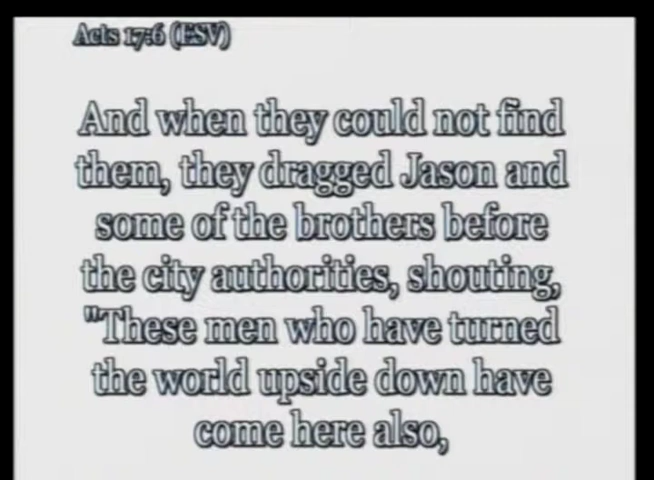 Acts 17:6 (ESV)
And when they could not find
them, they dragged Jason and
some of the brothers before
the city authorities, shouting,
"These men who have turned
the world upside down have
come here also,